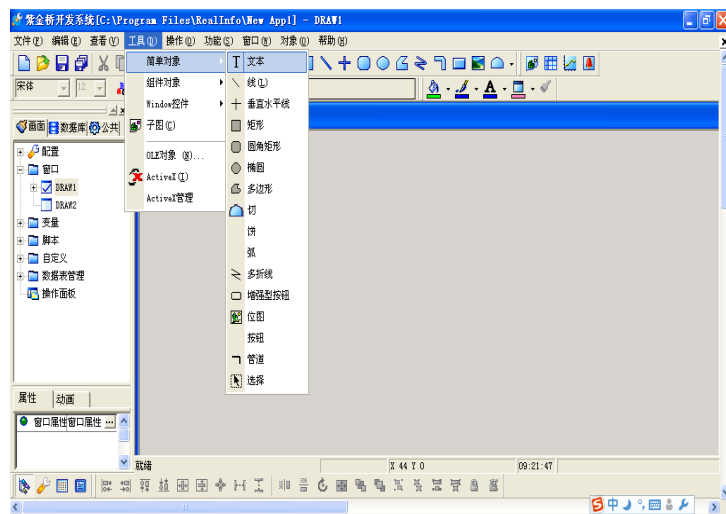 紫金桥开发系统[C:\Program Files\RealInfo\New App1] - DRAW1
文件(F) 编辑(E) 查看(V) 工具(T) 操作(O) 功能(S) 窗口(W) 对象(O) 帮助(H)
宋体 12
简单对象
组件对象
Window控件
子图(C)
OLE对象 (N)...
ActiveX(I)
ActiveX管理
文本
线(L)
垂直水平线
矩形
圆角矩形
椭圆
多边形
切
饼
弧
多折线
增强型按钮
位图
按钮
管道
选择
画面 数据库 公共
配置
窗口
DRAW1
DRAW2
变量
脚本
自定义
数据表管理
操作面板
属性 动画
窗口属性窗口属性 ...
就绪 X 44 Y 0 09:21:47
中